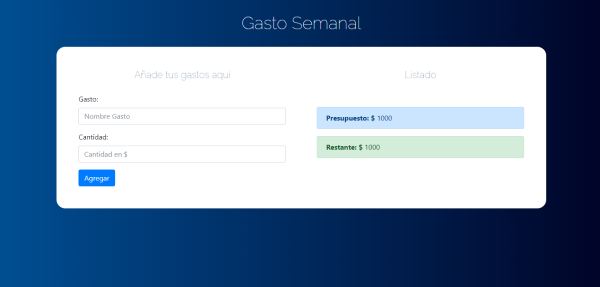 Gasto Semanal
Añade tus gastos aqui
Gasto:
Nombre Gasto
Cantidad:
Cantidad en $
Agregar
Listado
Presupuesto: $ 1000
Restante: $ 1000